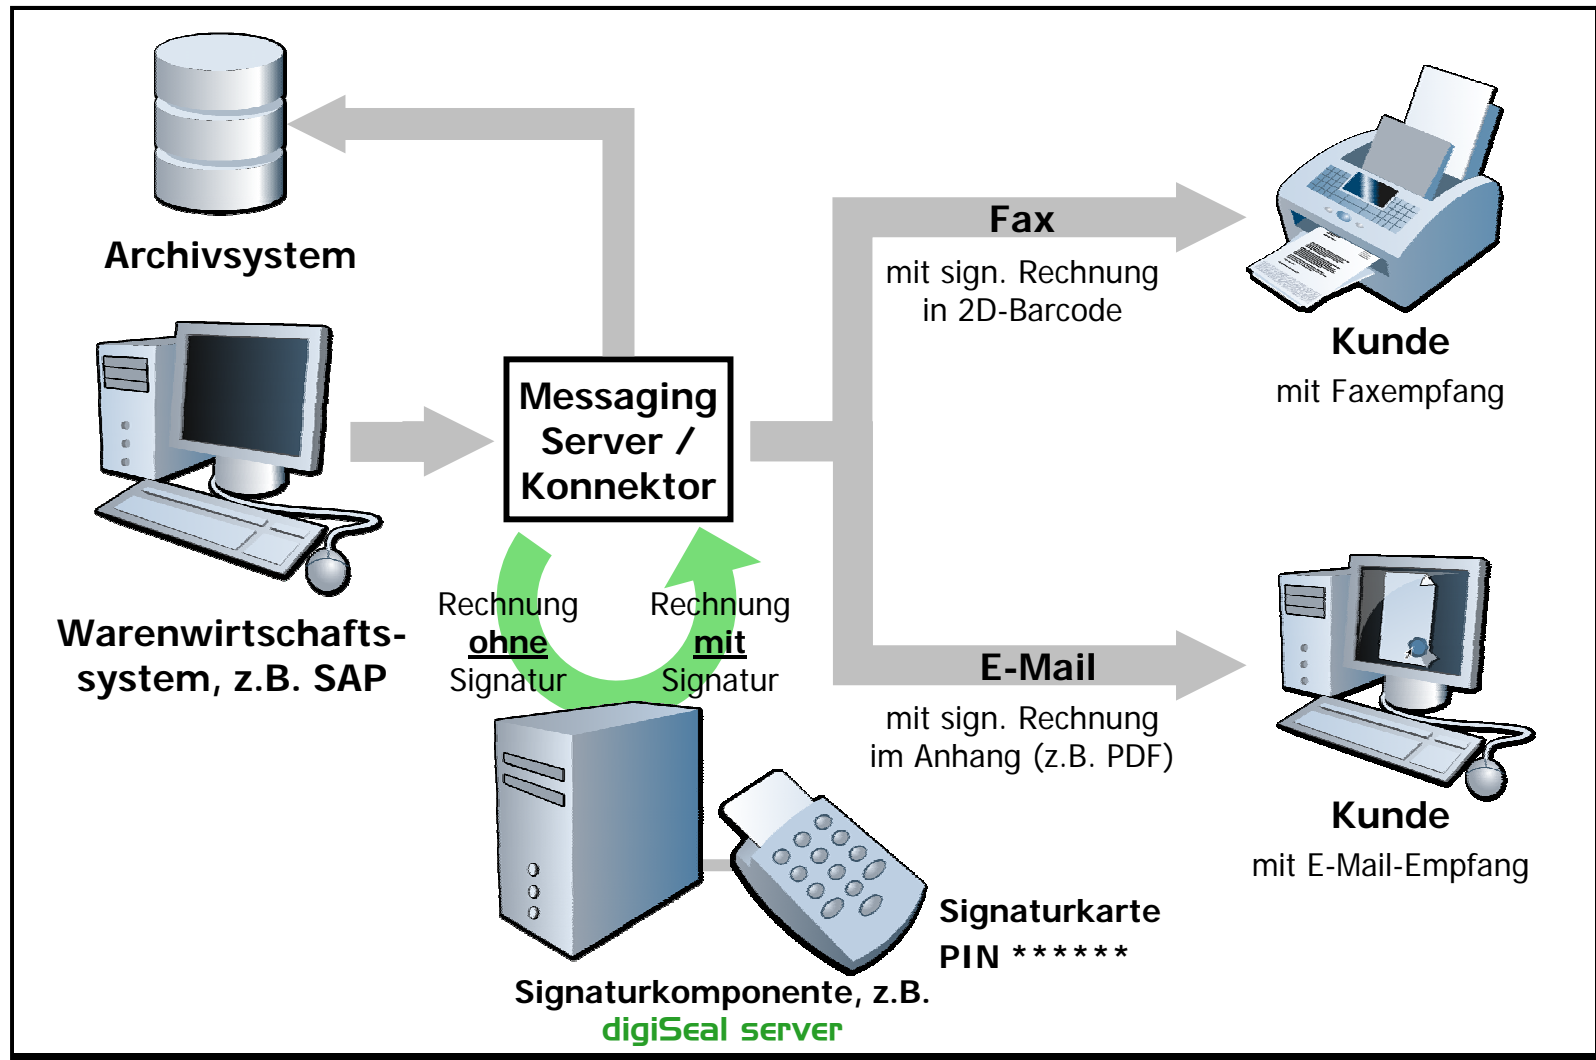 Archivsystem
Fax
mit sign. Rechnung
in 2D-Barcode
Kunde
mit Faxempfang
Messaging
Server /
Konnektor
Warenwirtschafts-
system, z.B. SAP
Rechnung
ohne
Signatur
Rechnung
mit
Signatur
E-Mail
mit sign. Rechnung
im Anhang (z.B. PDF)
Kunde
mit E-Mail-Empfang
Signaturkarte
PIN ******
Signaturkomponente, z.B.
digiSeal server